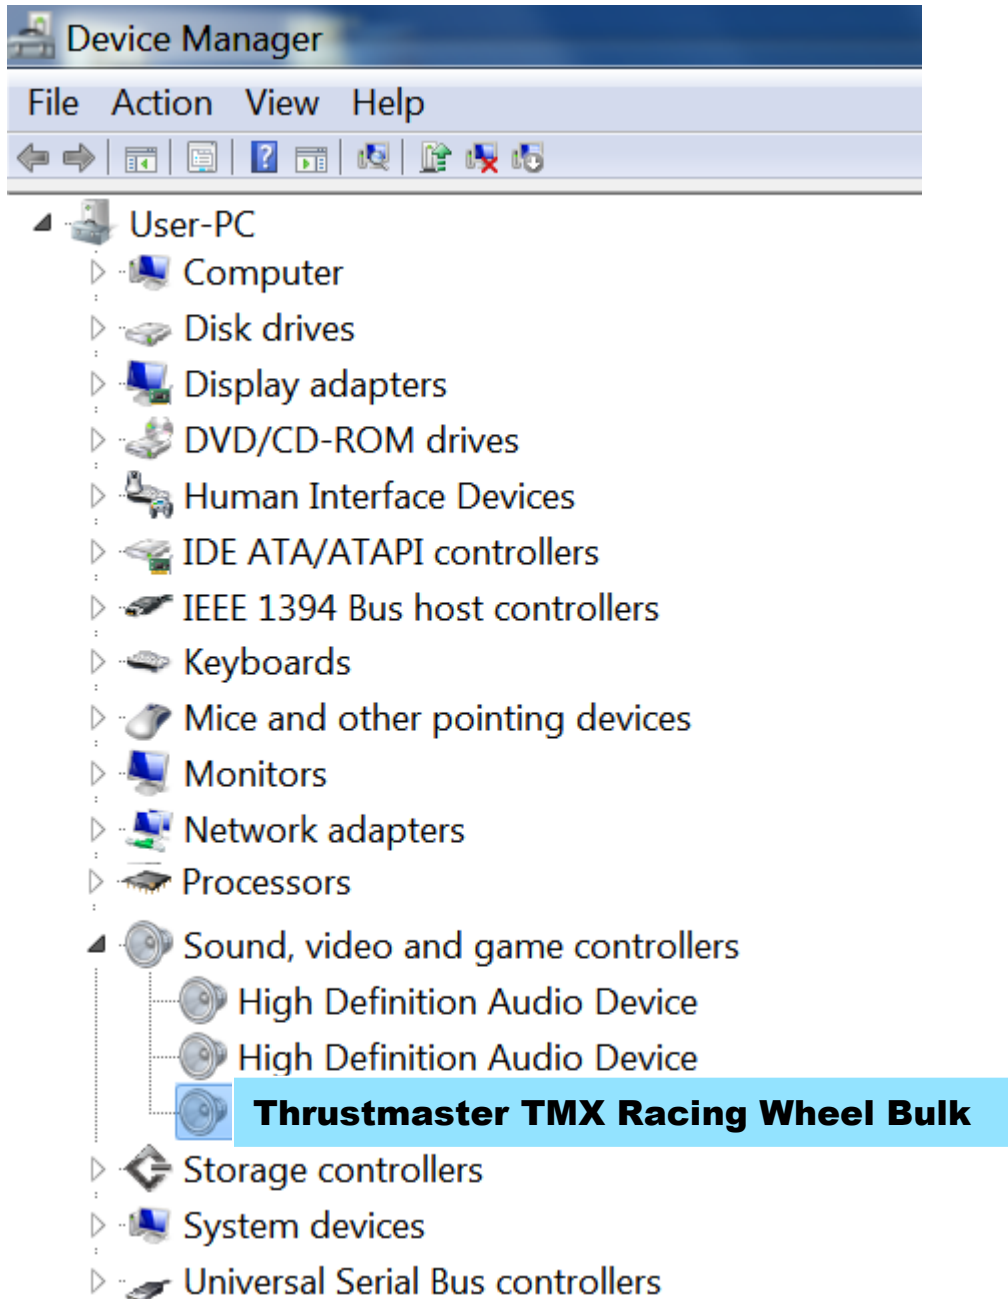 Device Manager
File Action View Help
User-PC
Computer
Disk drives
Display adapters
DVD/CD-ROM drives
Human Interface Devices
IDE ATA/ATAPI controllers
IEEE 1394 Bus host controllers
Keyboards
Mice and other pointing devices
Monitors
Network adapters
Processors
Sound, video and game controllers
High Definition Audio Device
High Definition Audio Device
Thrustmaster TMX Racing Wheel Bulk
Storage controllers
System devices
Universal Serial Bus controllers